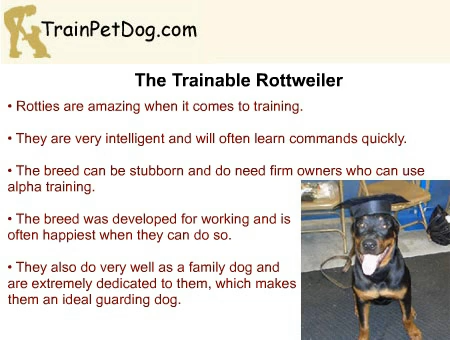 TrainPetDog.com
The Trainable Rottweiler
• Rotties are amazing when it comes to training.
• They are very intelligent and will often learn commands quickly.
• The breed can be stubborn and do need firm owners who can use
alpha training.
• The breed was developed for working and is
often happiest when they can do so.
• They also do very well as a family dog and
are extremely dedicated to them, which makes
them an ideal guarding dog.